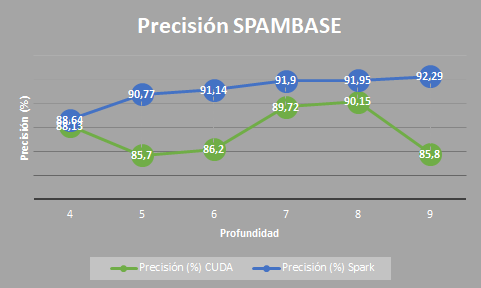 Precisión SPAMBASE
Precisión (%)
88,64
90,77
91,14
91,9
91,95
92,29
88,13
85,7
86,2
89,72
90,15
85,8
4 5 6 7 8 9
Profundidad
Precisión (%) CUDA Precisión (%) Spark